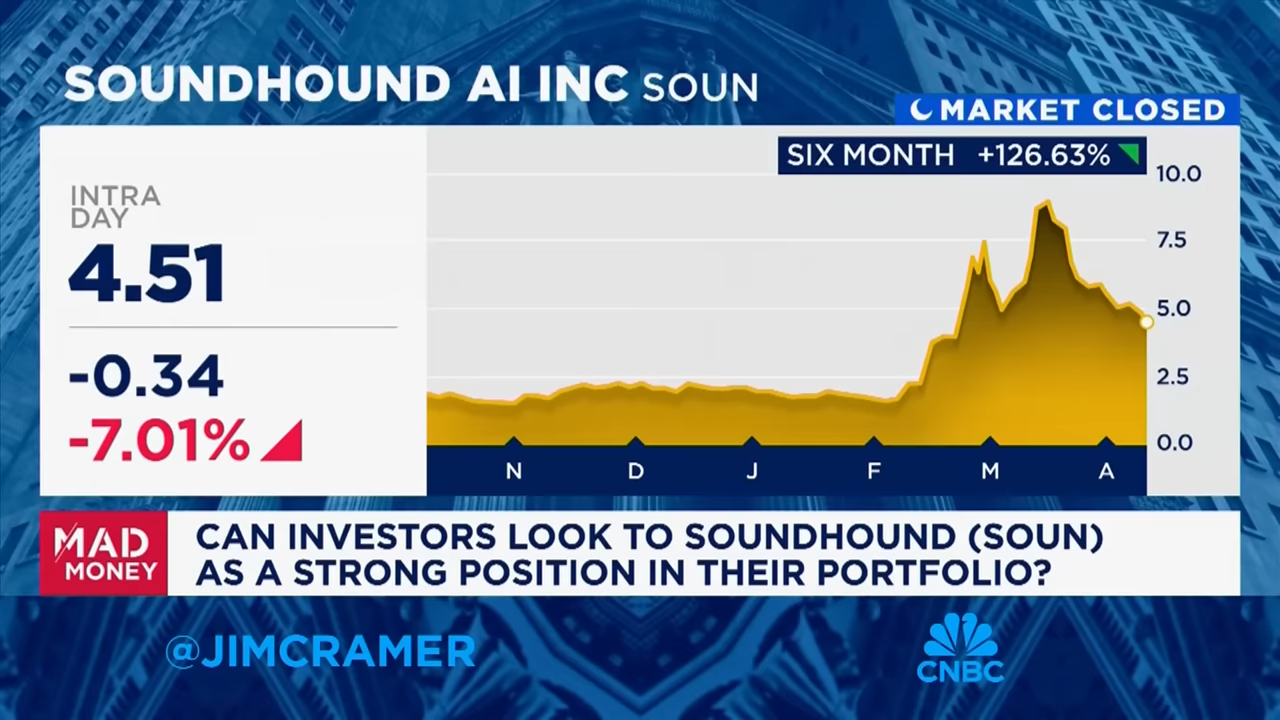 SOUNDHOUND AI INC SOUN
MARKET CLOSED
SIX MONTH +126.63%
INTRA
DAY
4.51
-0.34
-7.01%
10.0
7.5
5.0
2.5
0.0
N D J F M A
MAD
MONEY
CAN INVESTORS LOOK TO SOUNDHOUND (SOUN)
AS A STRONG POSITION IN THEIR PORTFOLIO?
@JIMCRAMER
CNBC